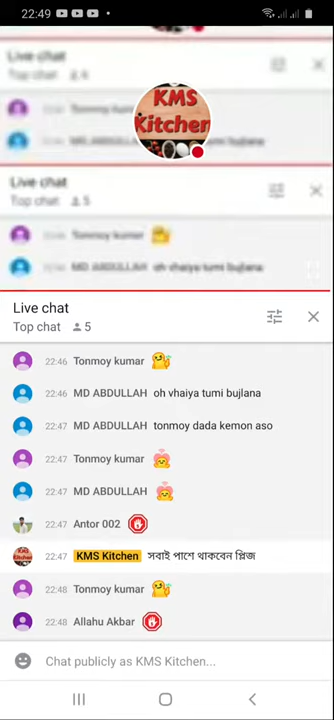 22:49
Live chat
Top chat 4
KMS
Kitchen
Live chat
Top chat 5
Tonmoy kumar
MD ABDULLAH oh vhaiya tumi bujlana
Live chat
Top chat 5
22:46 Tonmoy kumar
22:46 MD ABDULLAH oh vhaiya tumi bujlana
22:47 MD ABDULLAH tonmoy dada kemon aso
22:47 Tonmoy kumar
22:47 MD ABDULLAH
22:47 Antor 002
22:47 KMS Kitchen সবাই পাশে থাকবেন প্লিজ
22:48 Tonmoy kumar
22:48 Allahu Akbar
Chat publicly as KMS Kitchen...